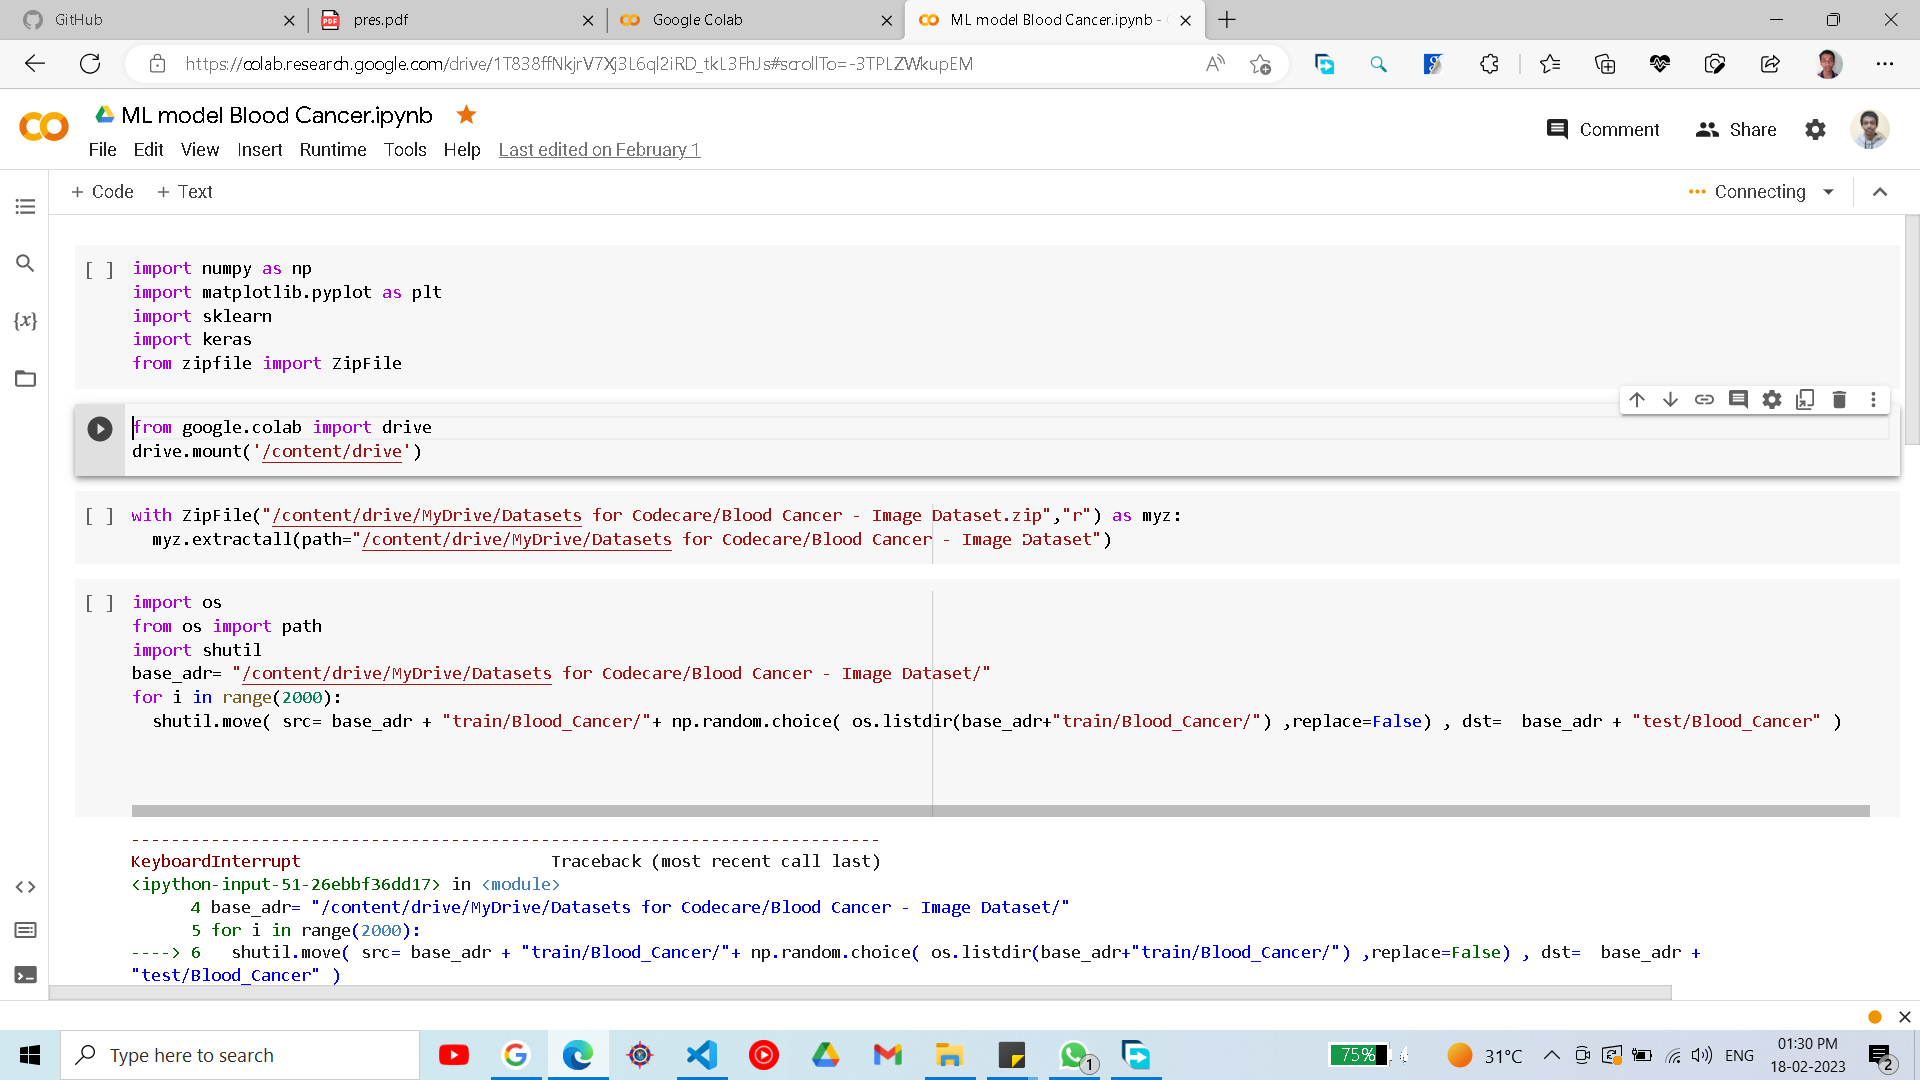 GitHub
pres.pdf
Google Colab
ML model Blood Cancer.ipynb -
https://colab.research.google.com/drive/1T838ffNkjrV7Xj3L6ql2iRD_tkL3FhJs#scrollTo=-3TPLZWkupEM
ML model Blood Cancer.ipynb
Comment
Share
File Edit View Insert Runtime Tools Help Last edited on February 1
+ Code + Text
Connecting
[ ] import numpy as np
import matplotlib.pyplot as plt
import sklearn
import keras
from zipfile import ZipFile
from google.colab import drive
drive.mount('/content/drive')
[ ] with ZipFile("/content/drive/MyDrive/Datasets for Codecare/Blood Cancer - Image Dataset.zip","r") as myz:
myz.extractall(path="/content/drive/MyDrive/Datasets for Codecare/Blood Cancer - Image Dataset")
[ ] import os
from os import path
import shutil
base_adr= "/content/drive/MyDrive/Datasets for Codecare/Blood Cancer - Image Dataset/"
for i in range(2000):
shutil.move( src= base_adr + "train/Blood_Cancer/"+ np.random.choice( os.listdir(base_adr+"train/Blood_Cancer/") ,replace=False) , dst=  base_adr + "test/Blood_Cancer" )
---------------------------------------------------------------------------
KeyboardInterrupt                         Traceback (most recent call last)
<ipython-input-51-26ebbf36dd17> in <module>
4 base_adr= "/content/drive/MyDrive/Datasets for Codecare/Blood Cancer - Image Dataset/"
5 for i in range(2000):
----> 6   shutil.move( src= base_adr + "train/Blood_Cancer/"+ np.random.choice( os.listdir(base_adr+"train/Blood_Cancer/") ,replace=False) , dst=  base_adr +
"test/Blood_Cancer" )
Type here to search
1
75%
31°C
ENG
01:30 PM
18-02-2023
2